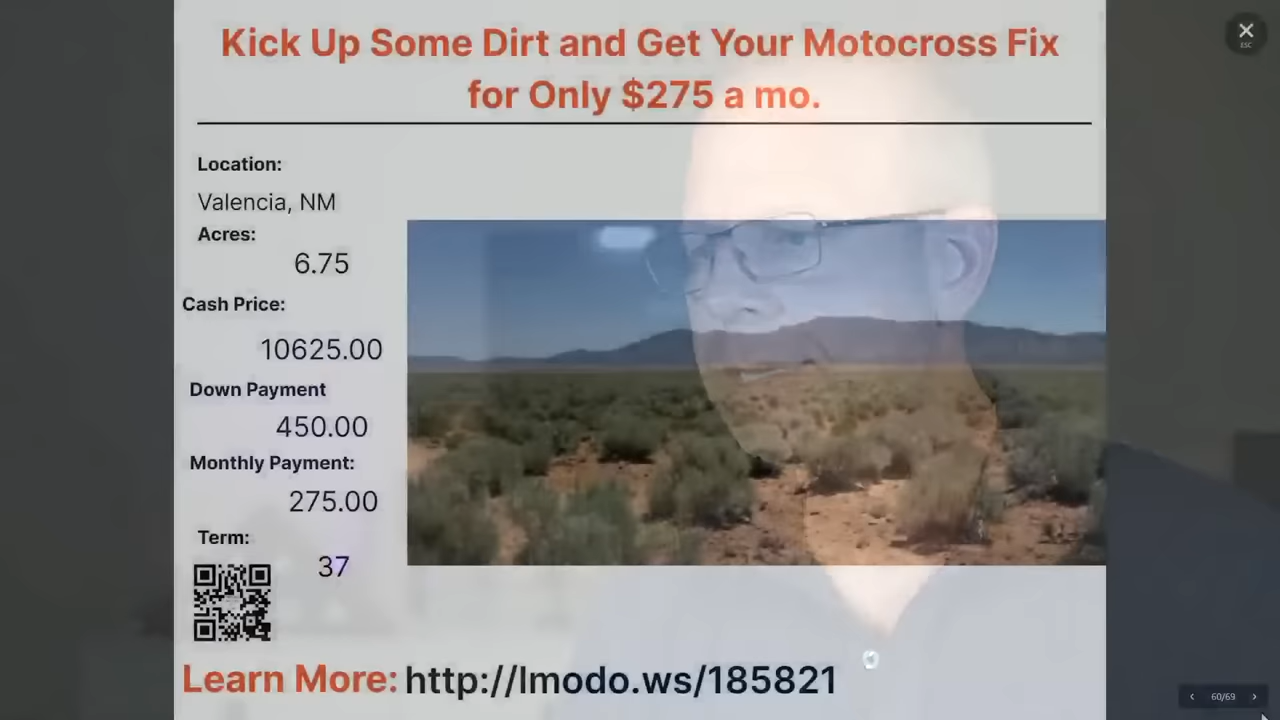 Kick Up Some Dirt and Get Your Motocross Fix
for Only $275 a mo.
ESC
Location:
Valencia, NM
Acres:
6.75
Cash Price:
10625.00
Down Payment
450.00
Monthly Payment:
275.00
Term:
37
Learn More: http://lmodo.ws/185821
60/69